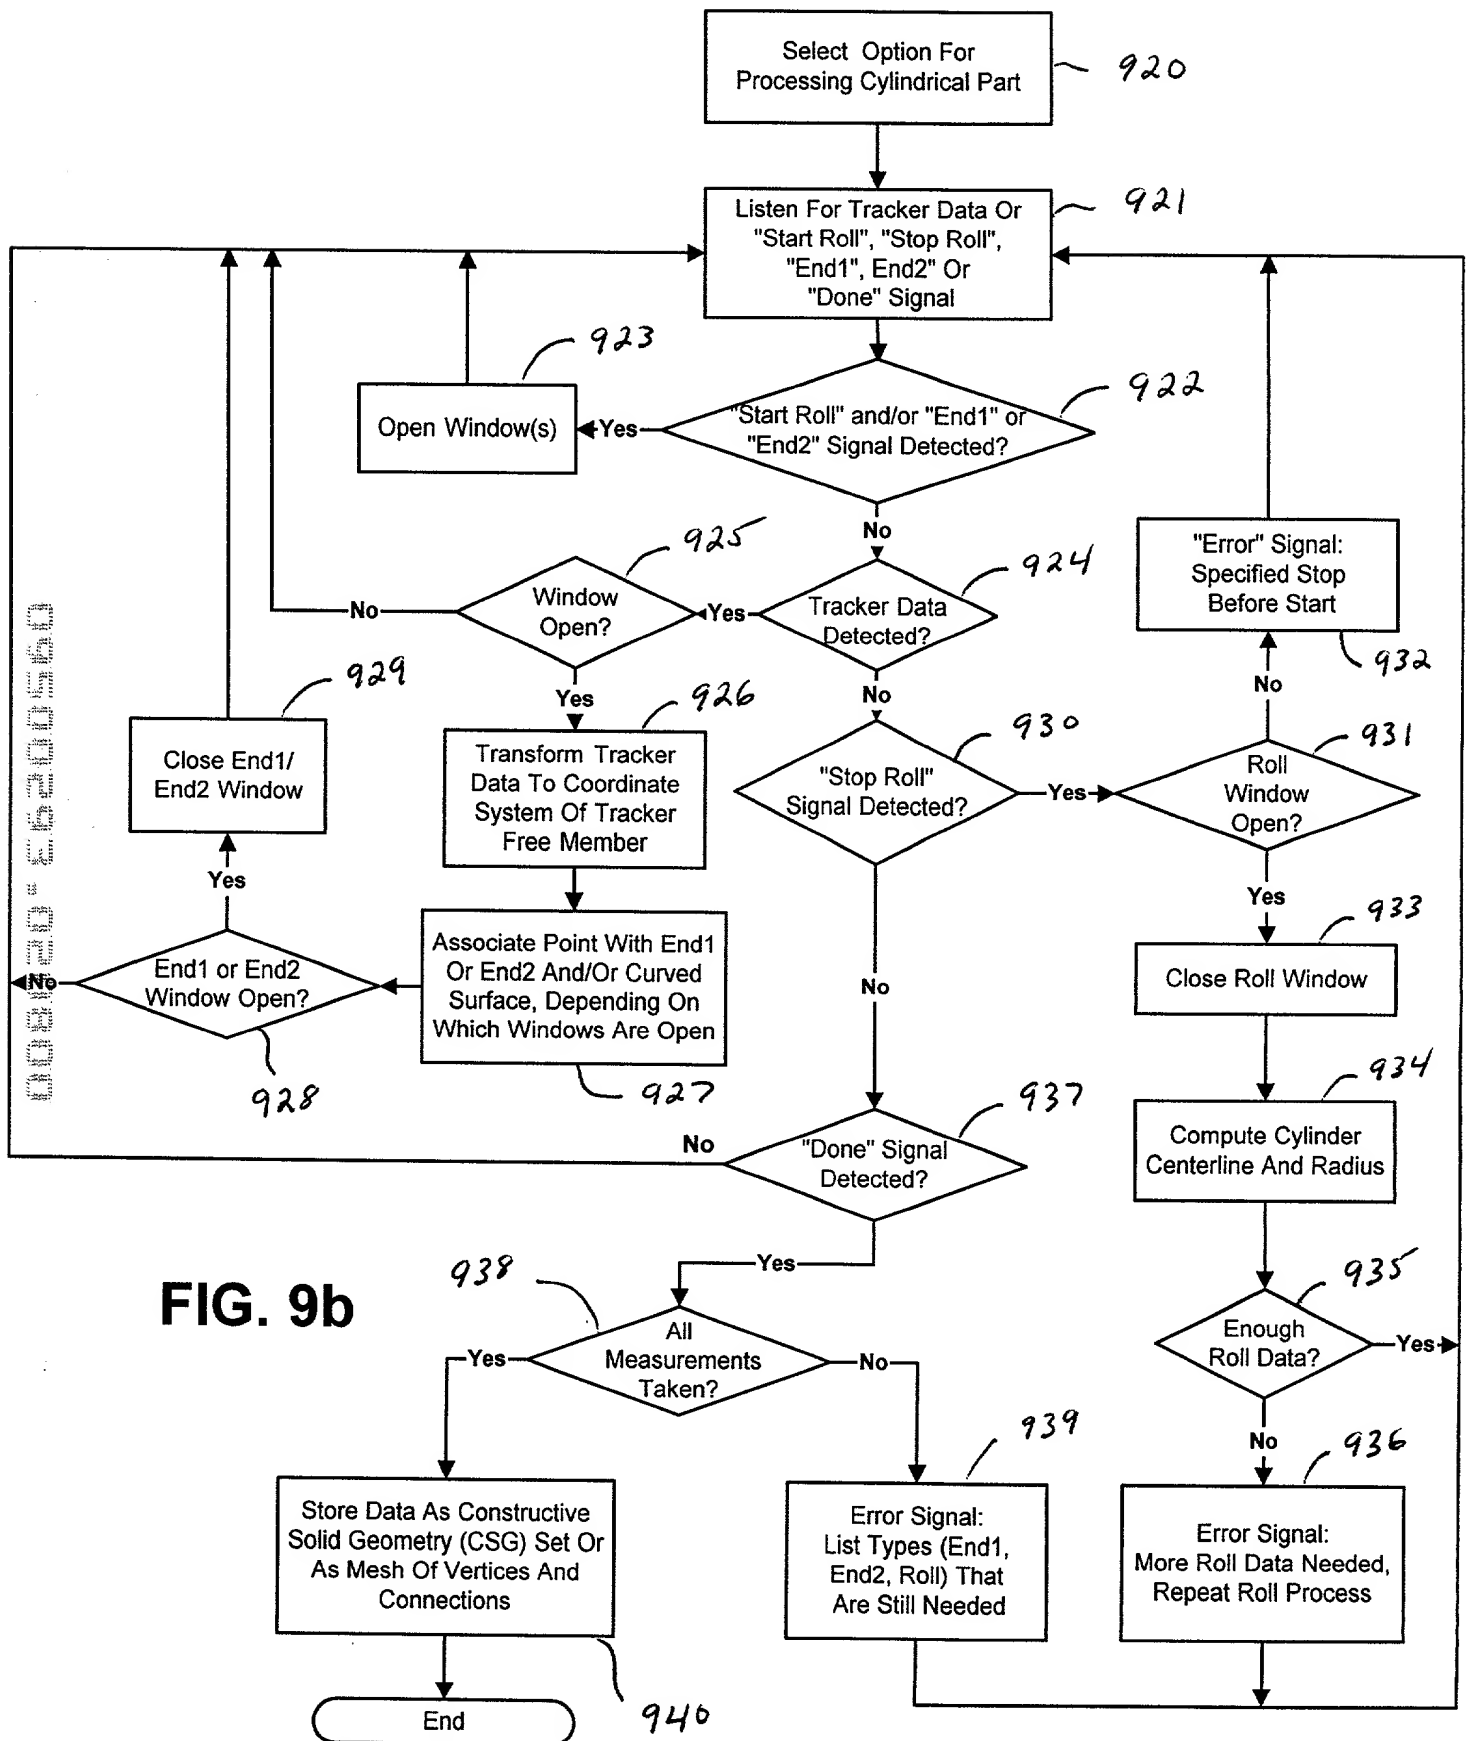 Select Option For
Processing Cylindrical Part
920
Listen For Tracker Data Or
"Start Roll", "Stop Roll",
"End1", End2" Or
"Done" Signal
921
923
Open Window(s)
Yes
"Start Roll" and/or "End1" or
"End2" Signal Detected?
922
No
925
Window
Open?
No
Yes
Tracker Data
Detected?
924
"Error" Signal:
Specified Stop
Before Start
932
No
929
Close End1/
End2 Window
Yes
926
Transform Tracker
Data To Coordinate
System Of Tracker
Free Member
No
930
"Stop Roll"
Signal Detected?
Yes
931
Roll
Window
Open?
Yes
Yes
End1 or End2
Window Open?
No
928
Associate Point With End1
Or End2 And/Or Curved
Surface, Depending On
Which Windows Are Open
927
No
933
Close Roll Window
934
Compute Cylinder
Centerline And Radius
937
"Done" Signal
Detected?
No
Yes
935
Enough
Roll Data?
Yes
No
FIG. 9b
938
All
Measurements
Taken?
Yes
No
939
936
Store Data As Constructive
Solid Geometry (CSG) Set Or
As Mesh Of Vertices And
Connections
Error Signal:
List Types (End1,
End2, Roll) That
Are Still Needed
Error Signal:
More Roll Data Needed,
Repeat Roll Process
940
End
09500293.020800